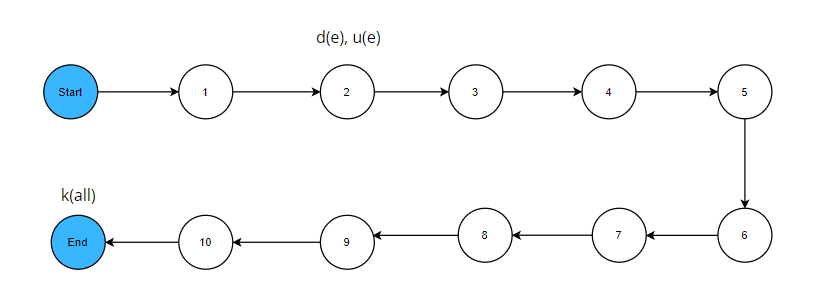 d(e), u(e)
Start 1 2 3 4 5
k(all)
End 10 9 8 7 6